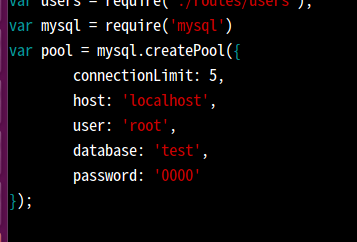 var users = require('./routes/users');
var mysql = require('mysql')
var pool = mysql.createPool({
        connectionLimit: 5,
        host: 'localhost',
        user: 'root',
        database: 'test',
        password: '0000'
});